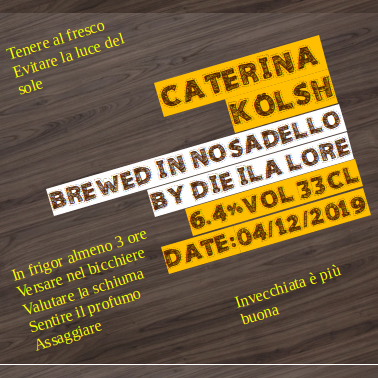 Tenere al fresco
Evitare la luce del
sole
CATERINA
KOLSH
BREWED IN NOSADELLO
BY DIEILA LORE
6.4%VOL 33CL
DATE:04/12/2019
In frigor almeno 3 ore
Versare nel bicchiere
Valutare la schiuma
Sentire il profumo
Assaggiare
Invecchiata è più
buona